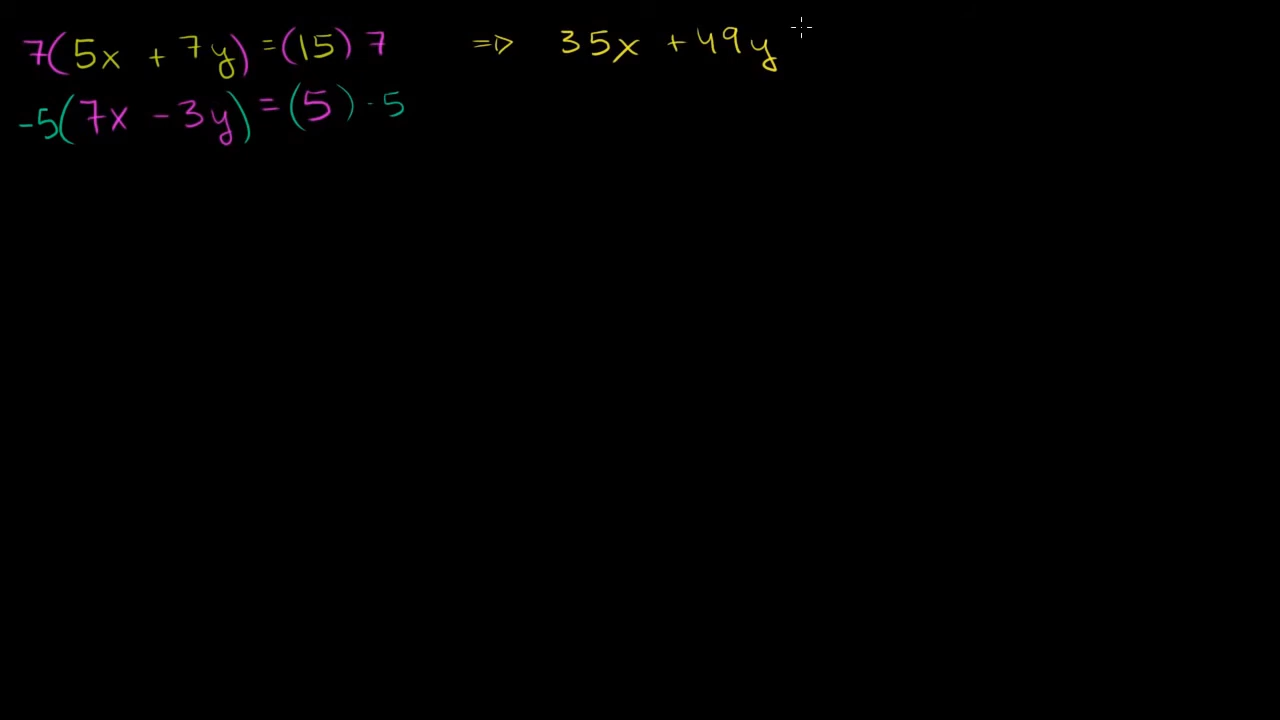 7(5x + 7y) = (15) 7 ⇒ 35x + 49y
-5(7x - 3y) = (5) · 5